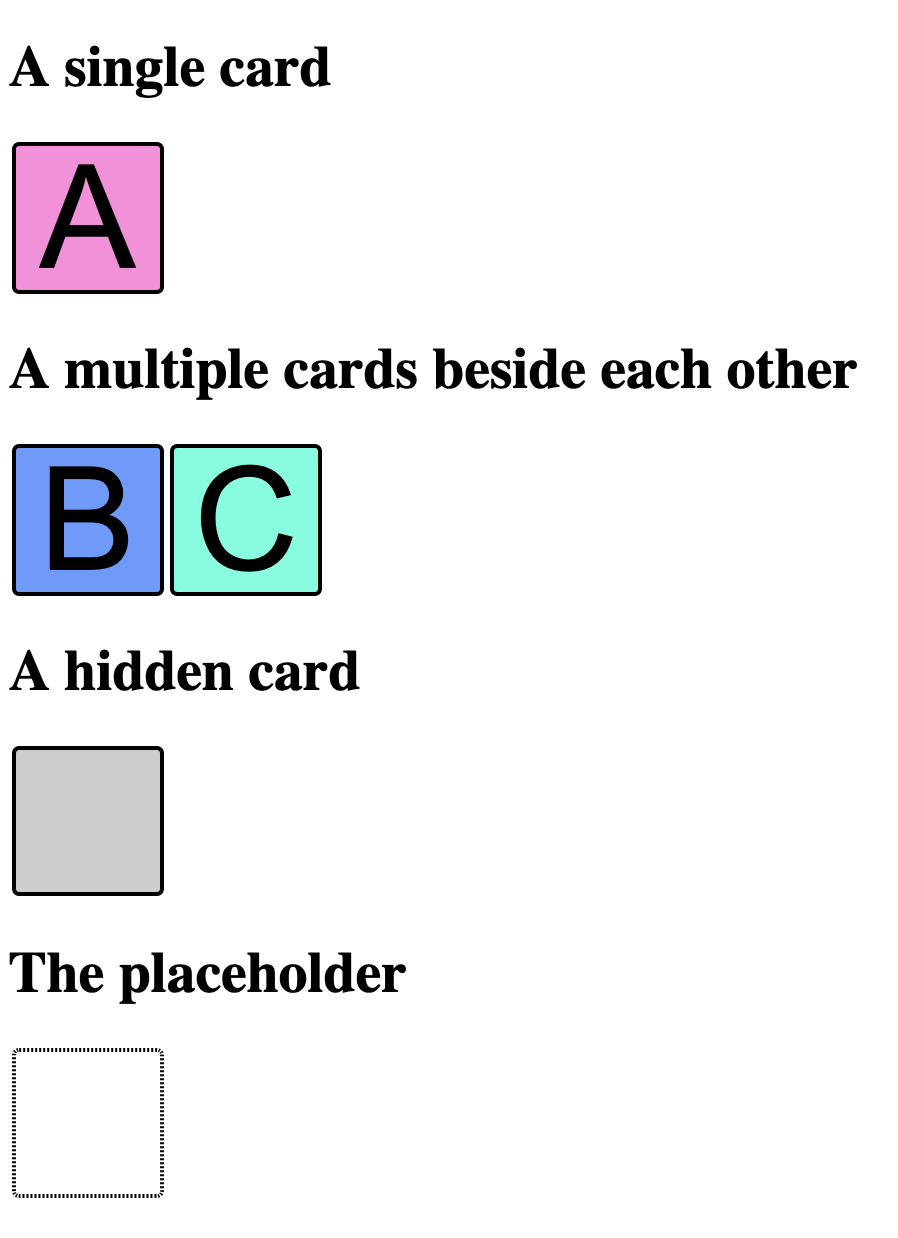 A single card
A
A multiple cards beside each other
B C
A hidden card
The placeholder